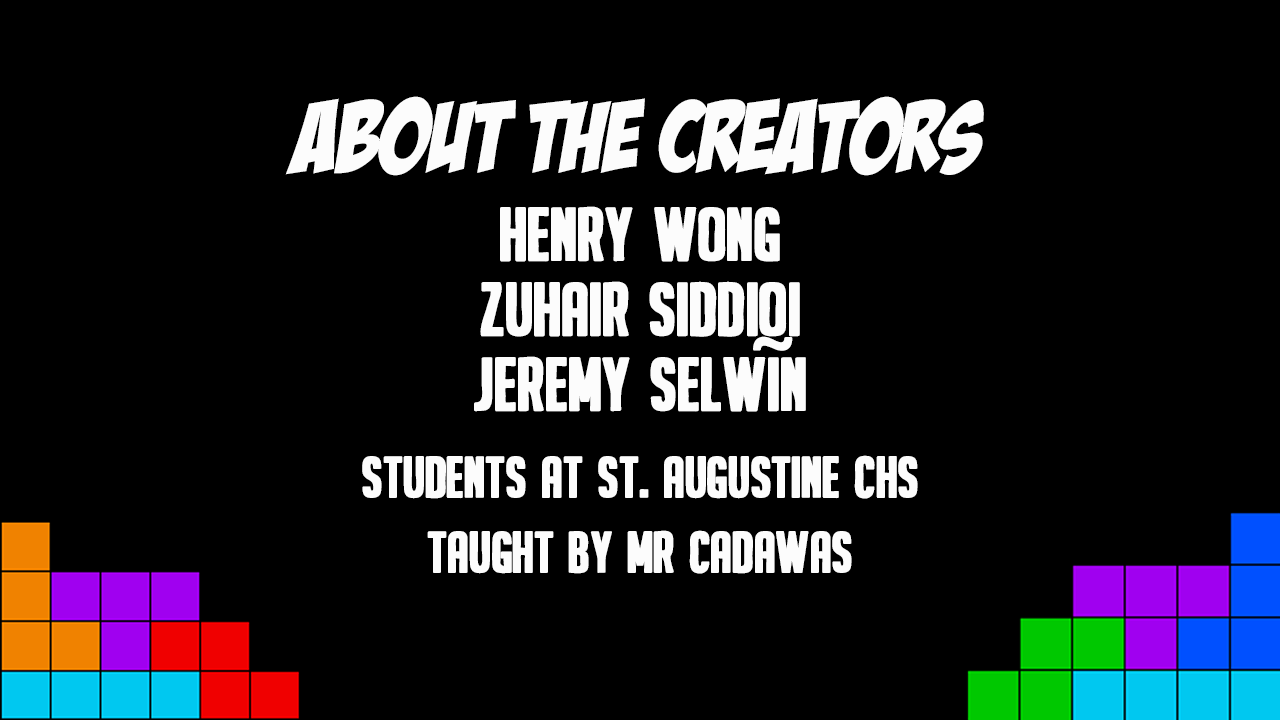 ABOUT THE CREATORS
HENRY WONG
ZUHAIR SIDDIQI
JEREMY SELWIN
STUDENTS AT ST. AUGUSTINE CHS
TAUGHT BY MR CADAWAS